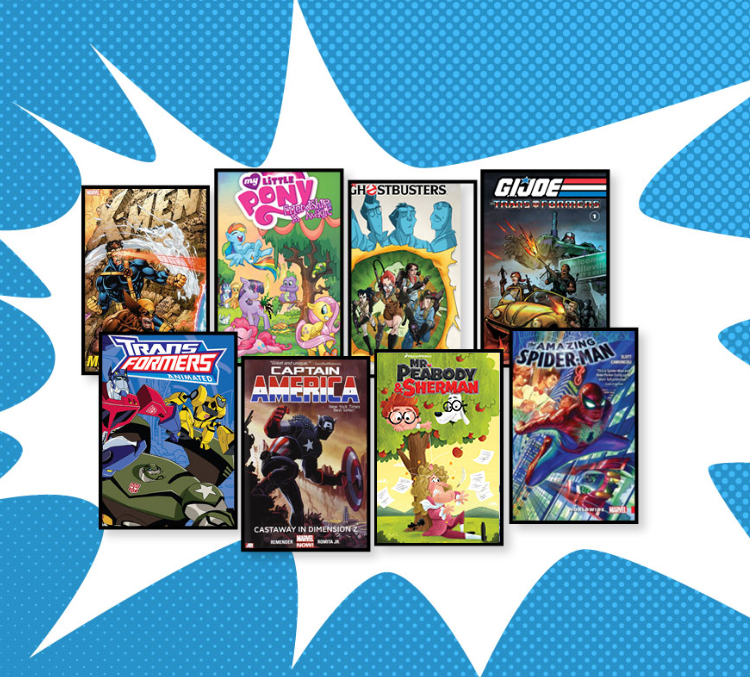 X-MEN
my LITTLE
PONY
FRIENDSHIP
IS MAGIC
GHOSTBUSTERS
G.I. JOE
TRANSFORMERS
1
TRANS
FORMERS
ANIMATED
CAPTAIN
AMERICA
New York Times
Best Seller
CASTAWAY IN DIMENSION Z
REMENDER MARVEL NOW! ROMITA JR.
MR.
PEABODY
& SHERMAN
THE AMAZING
SPIDER-MAN
SLOTT
CAMUNCOLI
WORLDWIDE
MARVEL